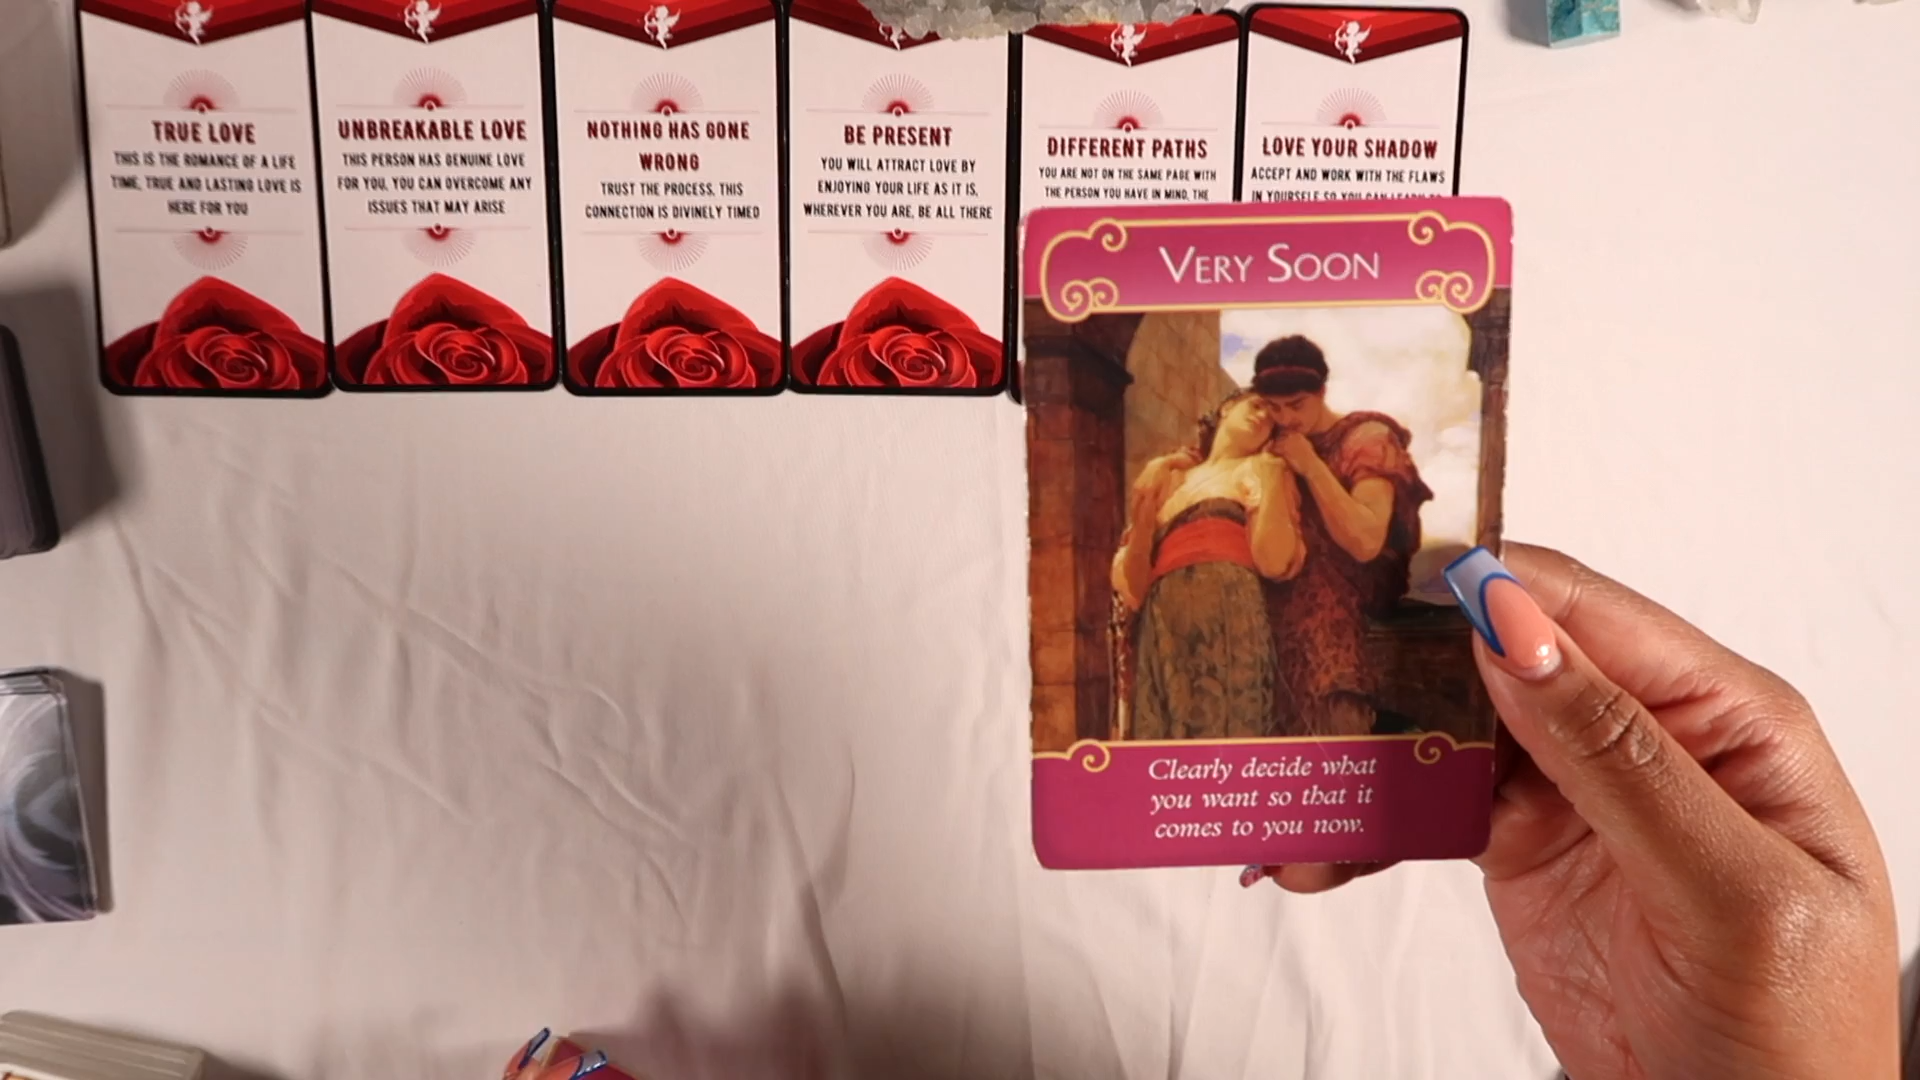 TRUE LOVE
THIS IS THE ROMANCE OF A LIFE
TIME, TRUE AND LASTING LOVE IS
HERE FOR YOU
UNBREAKABLE LOVE
THIS PERSON HAS GENUINE LOVE
FOR YOU, YOU CAN OVERCOME ANY
ISSUES THAT MAY ARISE
NOTHING HAS GONE
WRONG
TRUST THE PROCESS, THIS
CONNECTION IS DIVINELY TIMED
BE PRESENT
YOU WILL ATTRACT LOVE BY
ENJOYING YOUR LIFE AS IT IS,
WHEREVER YOU ARE, BE ALL THERE
DIFFERENT PATHS
YOU ARE NOT ON THE SAME PAGE WITH
THE PERSON YOU HAVE IN MIND, THE
LOVE YOUR SHADOW
ACCEPT AND WORK WITH THE FLAWS
IN YOURSELF SO YOU CAN LEARN TO
VERY SOON
Clearly decide what
you want so that it
comes to you now.